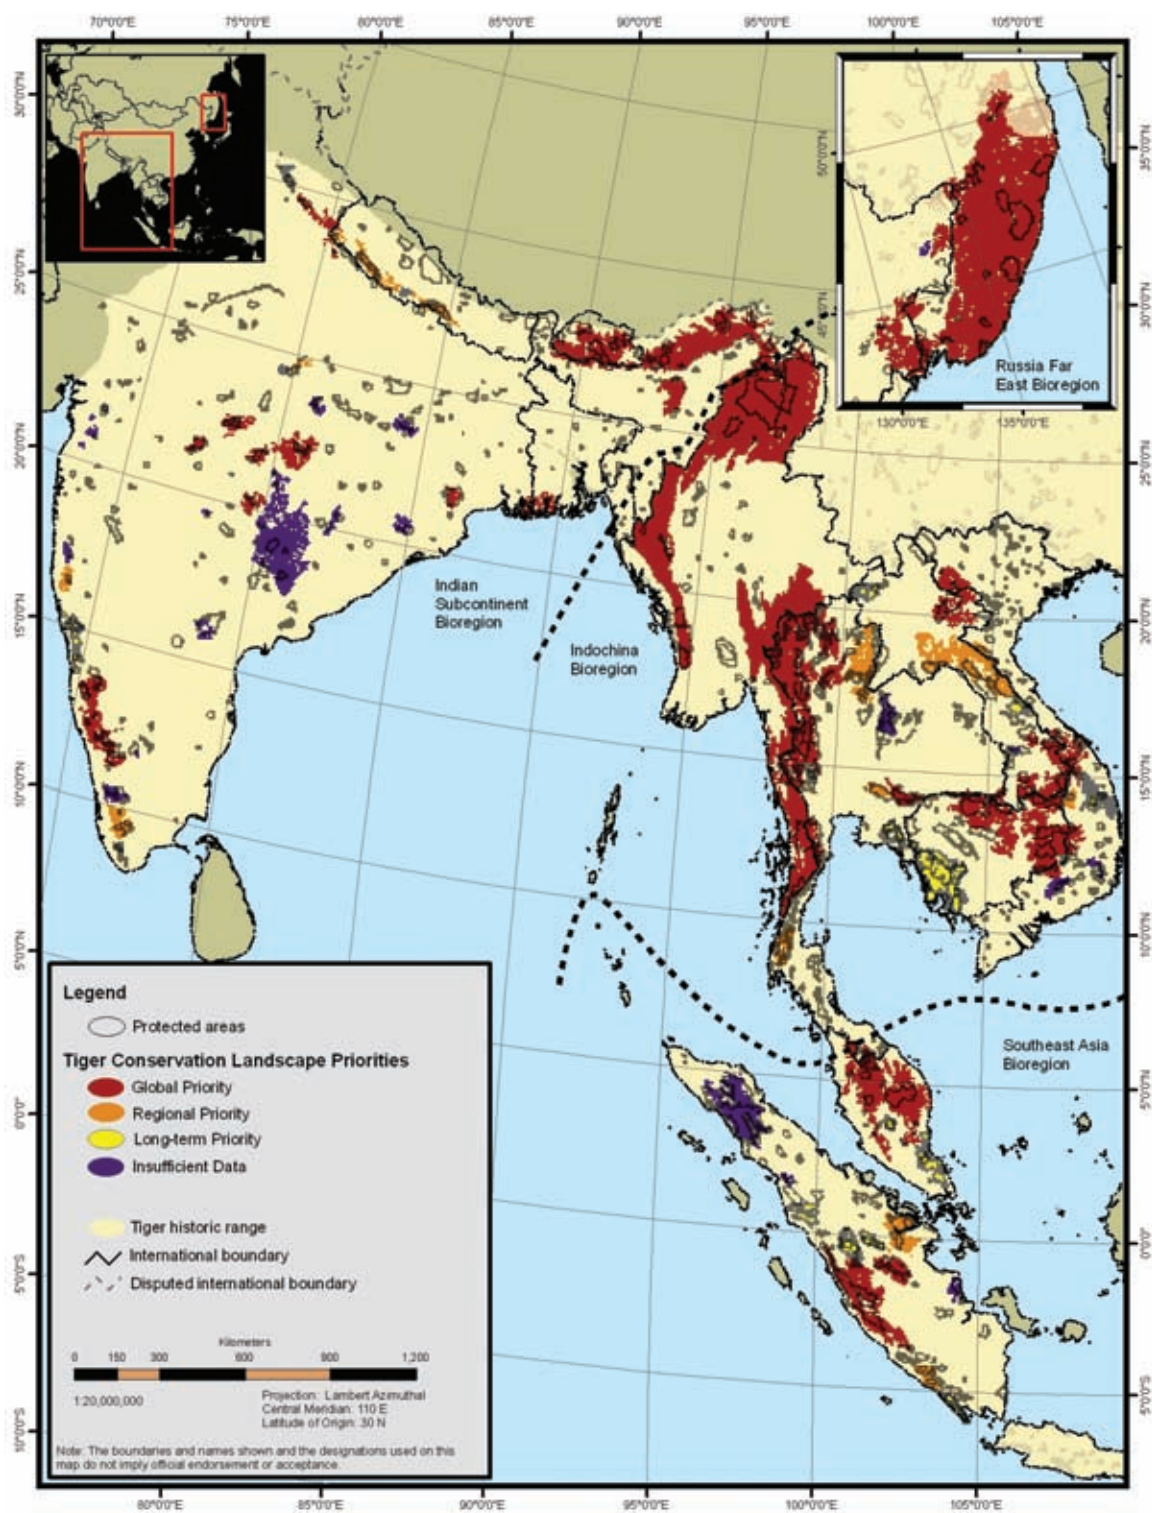 70°0'0"E 75°0'0"E 80°0'0"E 85°0'0"E 90°0'0"E 95°0'0"E 100°0'0"E 105°0'0"E
30°0'0"N
25°0'0"N
20°0'0"N
15°0'0"N
10°0'0"N
5°0'0"N
0°0'0"
5°0'0"S
10°0'0"S
50°0'0"N
45°0'0"N
Russia Far
East Bioregion
130°0'0"E 135°0'0"E
35°0'0"N
30°0'0"N
25°0'0"N
20°0'0"N
15°0'0"N
10°0'0"N
5°0'0"N
0°0'0"
5°0'0"S
Indian
Subcontinent
Bioregion
Indochina
Bioregion
Southeast Asia
Bioregion
Legend
Protected areas
Tiger Conservation Landscape Priorities
Global Priority
Regional Priority
Long-term Priority
Insufficient Data
Tiger historic range
International boundary
Disputed international boundary
Kilometers
0 150 300 600 900 1,200
1:20,000,000
Projection: Lambert Azimuthal
Central Meridian: 110 E
Latitude of Origin: 30 N
Note: The boundaries and names shown and the designations used on this
map do not imply official endorsement or acceptance.
80°0'0"E 85°0'0"E 90°0'0"E 95°0'0"E 100°0'0"E 105°0'0"E